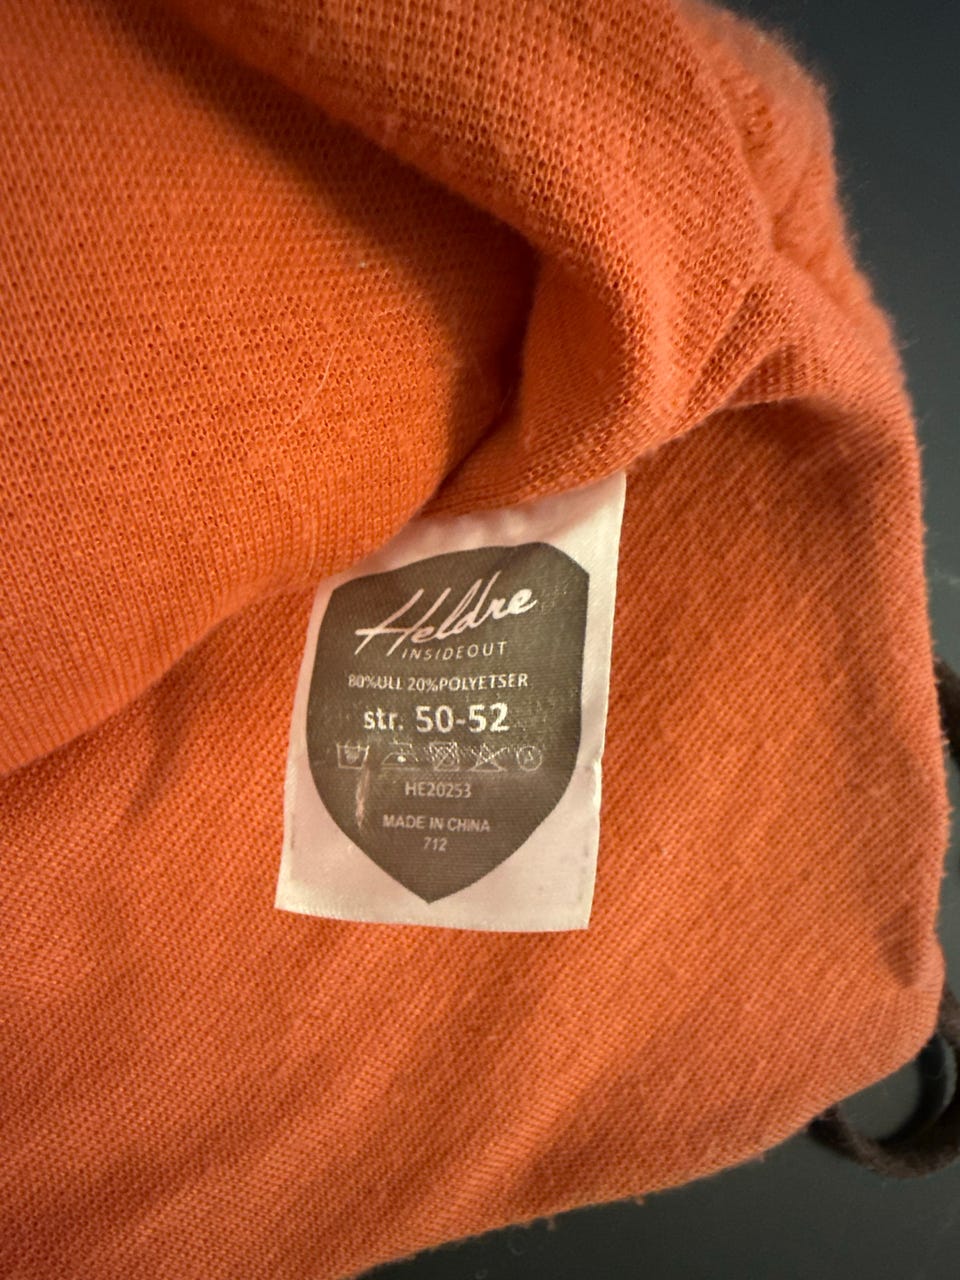 Heldre
INSIDEOUT
80%ULL 20%POLYETSER
str. 50-52
HE20253
MADE IN CHINA
712